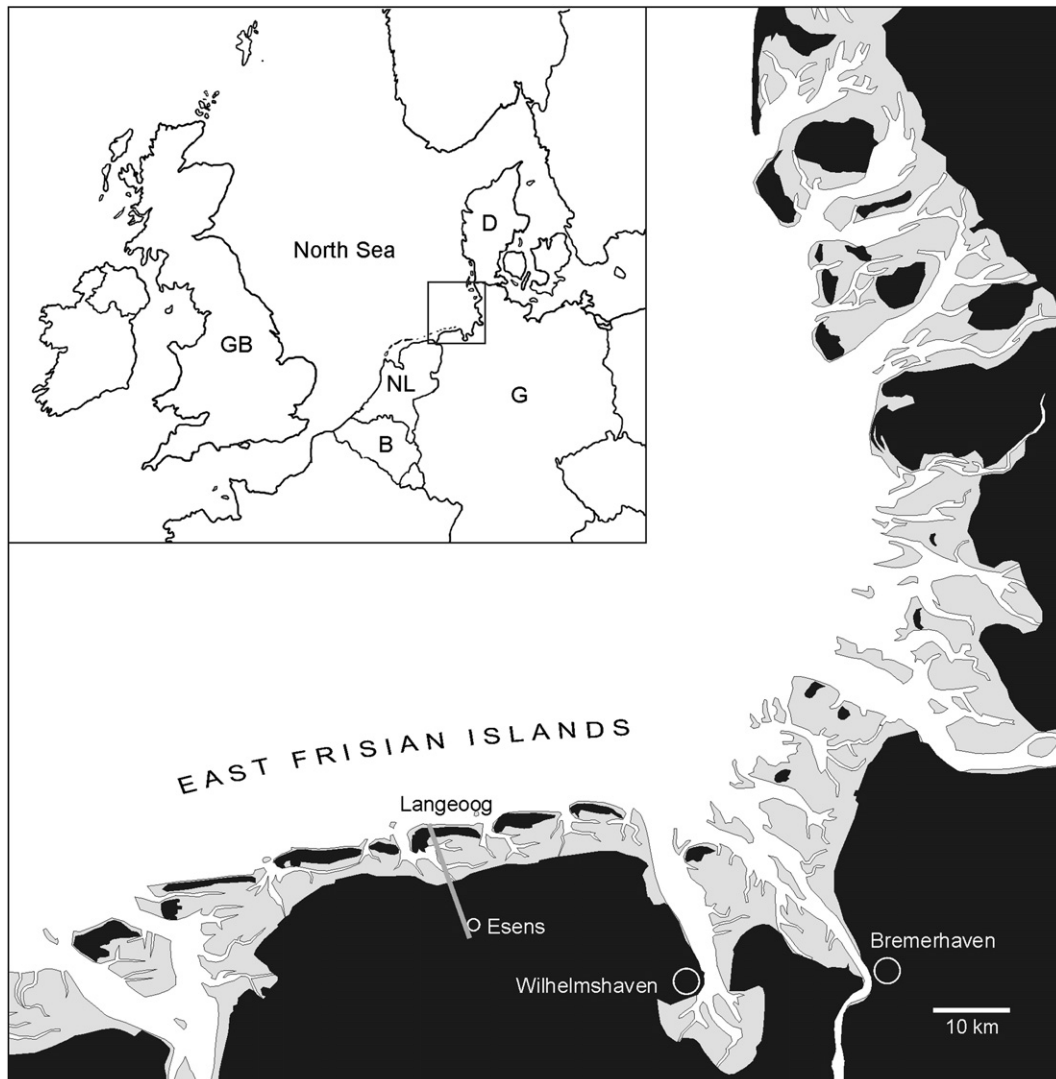 North Sea
D
GB
NL
G
B
EAST FRISIAN ISLANDS
Langeoog
Esens
Wilhelmshaven
Bremerhaven
10 km